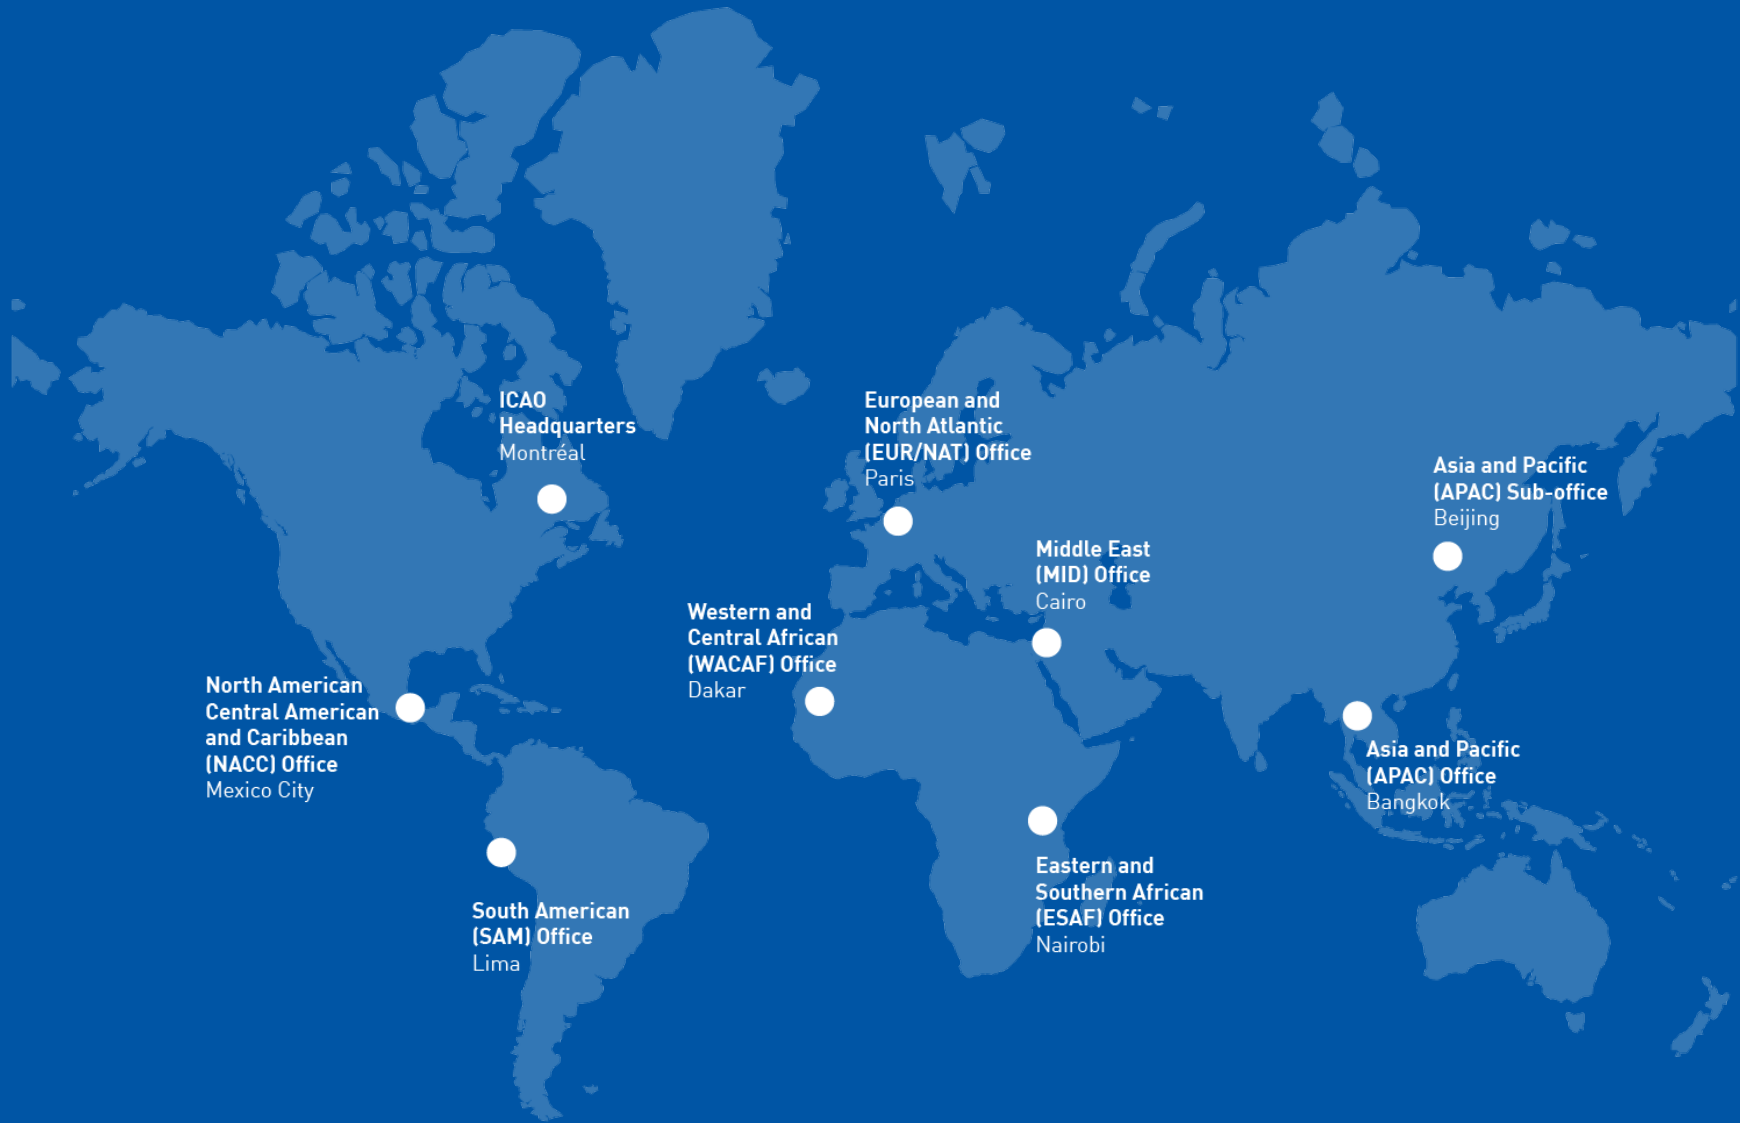 ICAO
Headquarters
Montréal
European and
North Atlantic
(EUR/NAT) Office
Paris
Asia and Pacific
(APAC) Sub-office
Beijing
Middle East
(MID) Office
Cairo
Western and
Central African
(WACAF) Office
Dakar
North American
Central American
and Caribbean
(NACC) Office
Mexico City
Asia and Pacific
(APAC) Office
Bangkok
Eastern and
Southern African
(ESAF) Office
Nairobi
South American
(SAM) Office
Lima